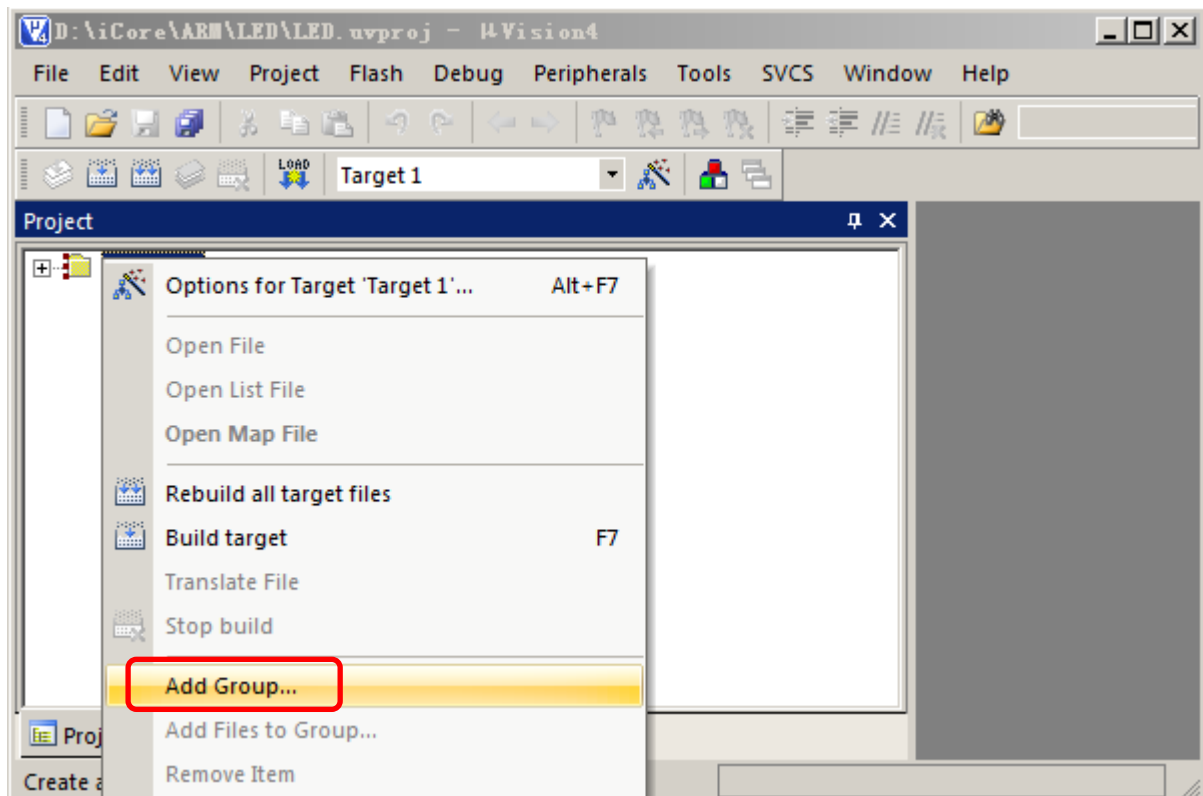 D:\iCore\ARM\LED\LED.uvproj - µVision4
File Edit View Project Flash Debug Peripherals Tools SVCS Window Help
LOAD
Target 1
Project
Options for Target 'Target 1'... Alt+F7
Open File
Open List File
Open Map File
Rebuild all target files
Build target F7
Translate File
Stop build
Add Group...
Add Files to Group...
Proj
Remove Item
Create a